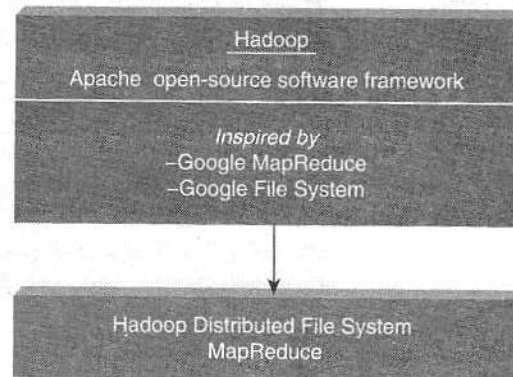 Hadoop
Apache open-source software framework
Inspired by
–Google MapReduce
–Google File System
Hadoop Distributed File System
MapReduce